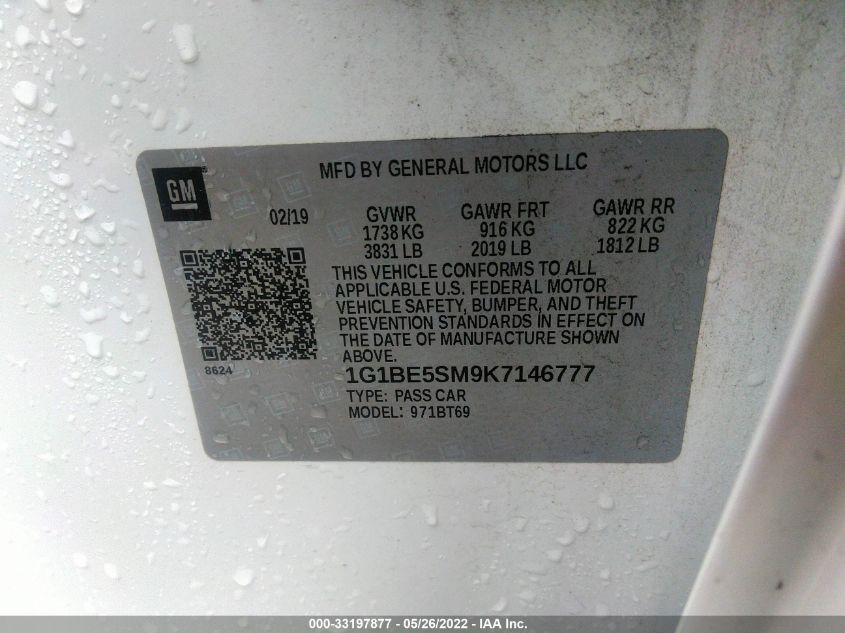 MFD BY GENERAL MOTORS LLC
GM
02/19
GVWR GAWR FRT GAWR RR
1738 KG 916 KG 822 KG
3831 LB 2019 LB 1812 LB
THIS VEHICLE CONFORMS TO ALL
APPLICABLE U.S. FEDERAL MOTOR
VEHICLE SAFETY, BUMPER, AND THEFT
PREVENTION STANDARDS IN EFFECT ON
THE DATE OF MANUFACTURE SHOWN
ABOVE.
8624
1G1BE5SM9K7146777
TYPE: PASS CAR
MODEL: 971BT69
000-33197877 - 05/26/2022 - IAA Inc.